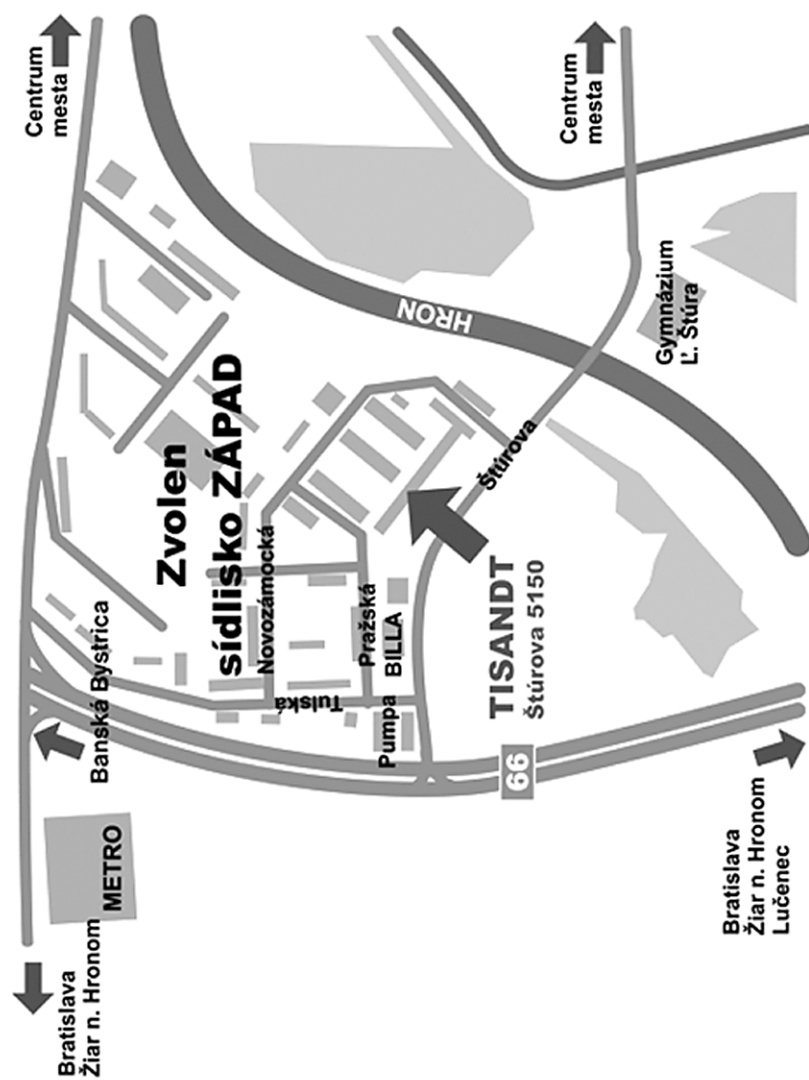 Bratislava
Žiar n. Hronom
METRO
Banská Bystrica
Centrum
mesta
Zvolen
sídlisko ZÁPAD
Novozámocká
Tulská
Pražská
BILLA
Pumpa
HRON
Štúrova
TISANDT
Štúrova 5150
66
Centrum
mesta
Gymnázium
Ľ. Štúra
Bratislava
Žiar n. Hronom
Lučenec